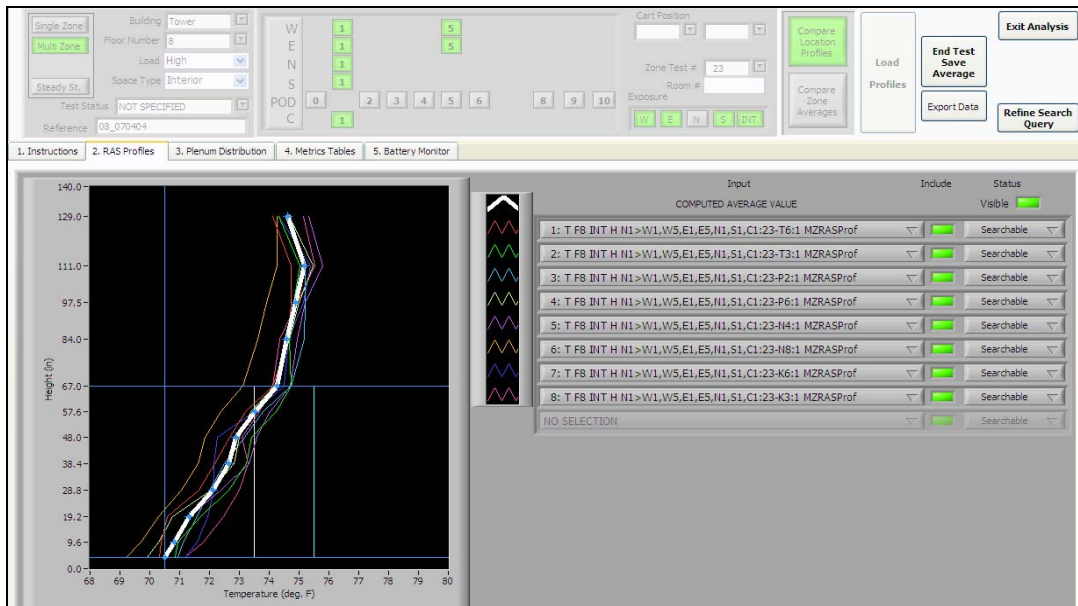 Single Zone
Multi Zone
Steady St.
Building Tower
Floor Number 8
Load High
Space Type Interior
Test Status NOT SPECIFIED
Reference 08_070404
W 1 5
E 1 5
N 1
S 1
POD 0 2 3 4 5 6 8 9 10
C 1
Cart Position
Zone Test # 23
Room #
Exposure
W E N S INT
Compare Location Profiles
Compare Zone Averages
Load Profiles
End Test Save Average
Export Data
Exit Analysis
Refine Search Query
1. Instructions 2. RAS Profiles 3. Plenum Distribution 4. Metrics Tables 5. Battery Monitor
Height (in)
140.0
129.0
111.0
97.5
84.0
67.0
57.6
48.0
38.4
28.8
19.2
9.6
0.0
68 69 70 71 72 73 74 75 76 77 78 79 80
Temperature (deg. F)
Input Include Status
COMPUTED AVERAGE VALUE Visible
1: T F8 INT H N1>W1,W5,E1,E5,N1,S1,C1:23-T6:1 MZRASProf Searchable
2: T F8 INT H N1>W1,W5,E1,E5,N1,S1,C1:23-T3:1 MZRASProf Searchable
3: T F8 INT H N1>W1,W5,E1,E5,N1,S1,C1:23-P2:1 MZRASProf Searchable
4: T F8 INT H N1>W1,W5,E1,E5,N1,S1,C1:23-P6:1 MZRASProf Searchable
5: T F8 INT H N1>W1,W5,E1,E5,N1,S1,C1:23-N4:1 MZRASProf Searchable
6: T F8 INT H N1>W1,W5,E1,E5,N1,S1,C1:23-N8:1 MZRASProf Searchable
7: T F8 INT H N1>W1,W5,E1,E5,N1,S1,C1:23-K6:1 MZRASProf Searchable
8: T F8 INT H N1>W1,W5,E1,E5,N1,S1,C1:23-K3:1 MZRASProf Searchable
NO SELECTION Searchable